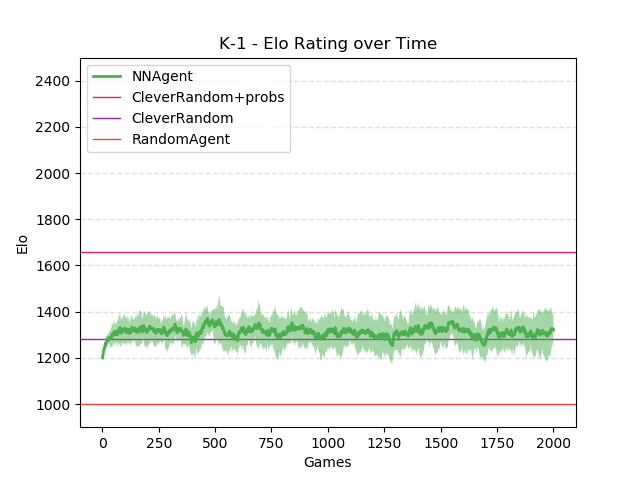 K-1 - Elo Rating over Time
NNAgent
CleverRandom+probs
CleverRandom
RandomAgent
2400
2200
2000
1800
1600
1400
1200
1000
Elo
0 250 500 750 1000 1250 1500 1750 2000
Games